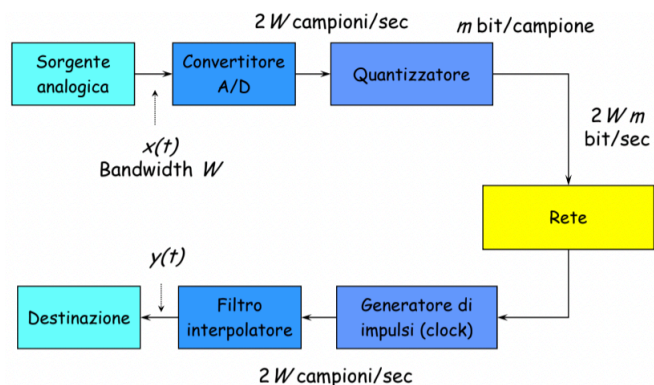 2 W campioni/sec
m bit/campione
Sorgente
analogica
Convertitore
A/D
Quantizzatore
x(t)
Bandwidth W
2 W m
bit/sec
Rete
y(t)
Destinazione
Filtro
interpolatore
Generatore di
impulsi (clock)
2 W campioni/sec